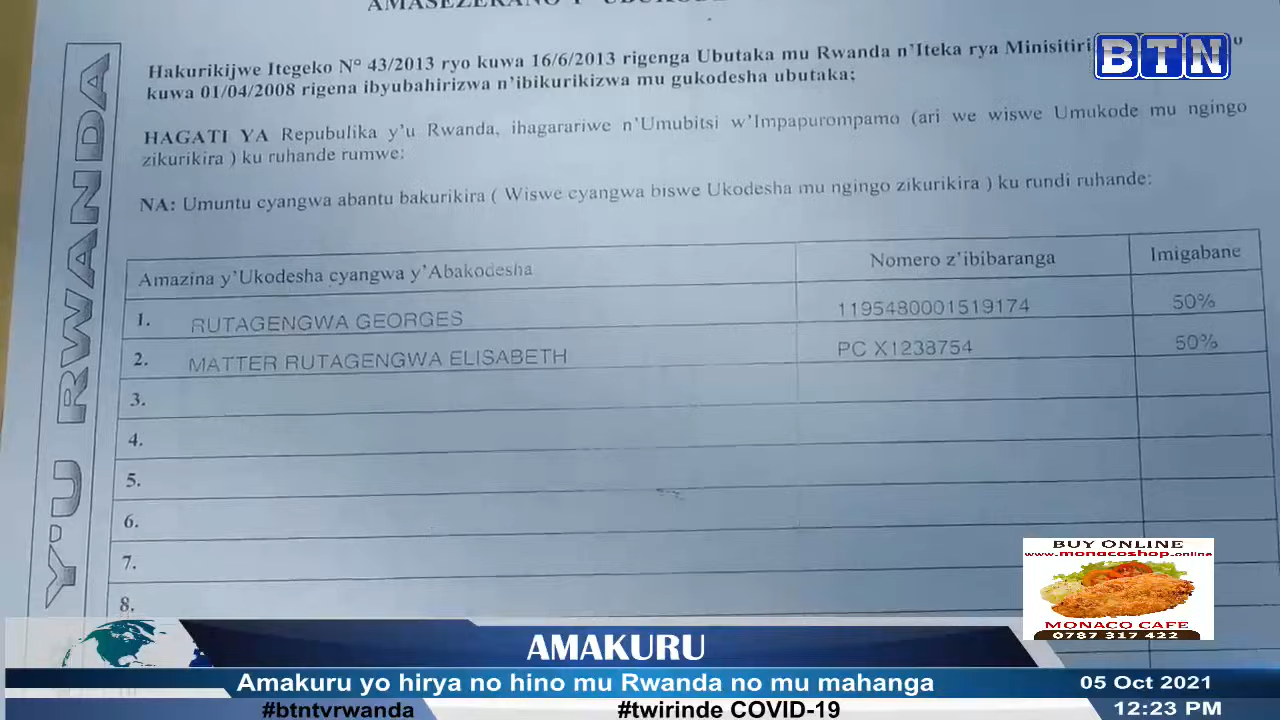 Hakurikijwe Itegeko Nº 43/2013 ryo kuwa 16/6/2013 rigenga Ubutaka mu Rwanda n'Iteka rya Minisitiri
kuwa 01/04/2008 rigena ibyubahirizwa n'ibikurikizwa mu gukodesha ubutaka;
HAGATI YA Repubulika y'u Rwanda, ihagarariwe n'Umubitsi w'Impapurompamo (ari we wiswe Umukode mu ngingo
zikurikira ) ku ruhande rumwe;
NA: Umuntu cyangwa abantu bakurikira ( Wiswe cyangwa biswe Ukodesha mu ngingo zikurikira ) ku rundi ruhande:
Amazina y'Ukodesha cyangwa y'Abakodesha Nomero z'ibibaranga Imigabane
1. RUTAGENGWA GEORGES 1195480001519174 50%
2. MATTER RUTAGENGWA ELISABETH PC X1238754 50%
3.
4.
5.
6.
7.
8.
Y'U RWANDA
BTN
BUY ONLINE
www.monacoshop.online
MONACO CAFE
0787 317 422
AMAKURU
Amakuru yo hirya no hino mu Rwanda no mu mahanga 05 Oct 2021
#btntvrwanda #twirinde COVID-19 12:23 PM